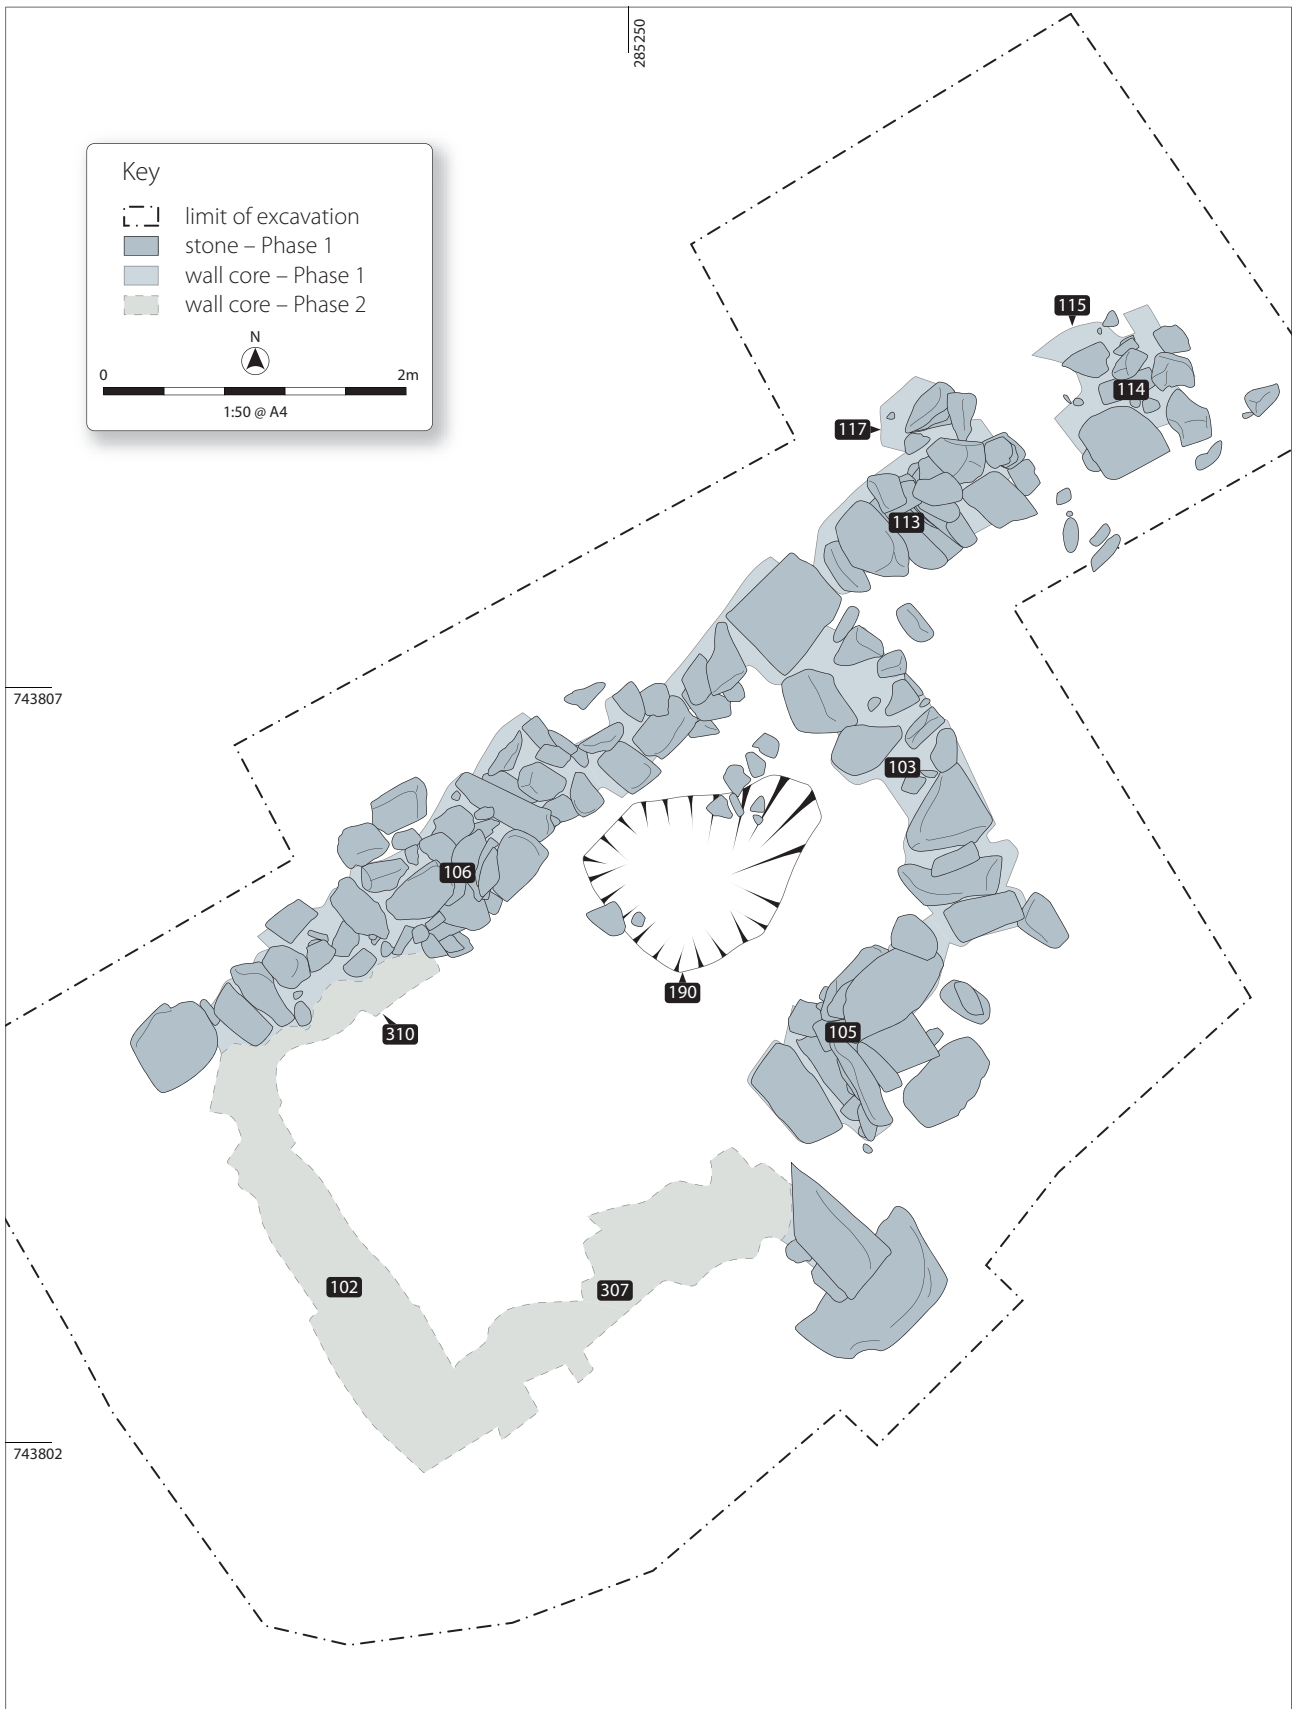 285250
Key
limit of excavation
stone – Phase 1
wall core – Phase 1
wall core – Phase 2
N
0 2m
1:50 @ A4
115
114
117
113
743807
103
106
190
105
310
102
307
743802